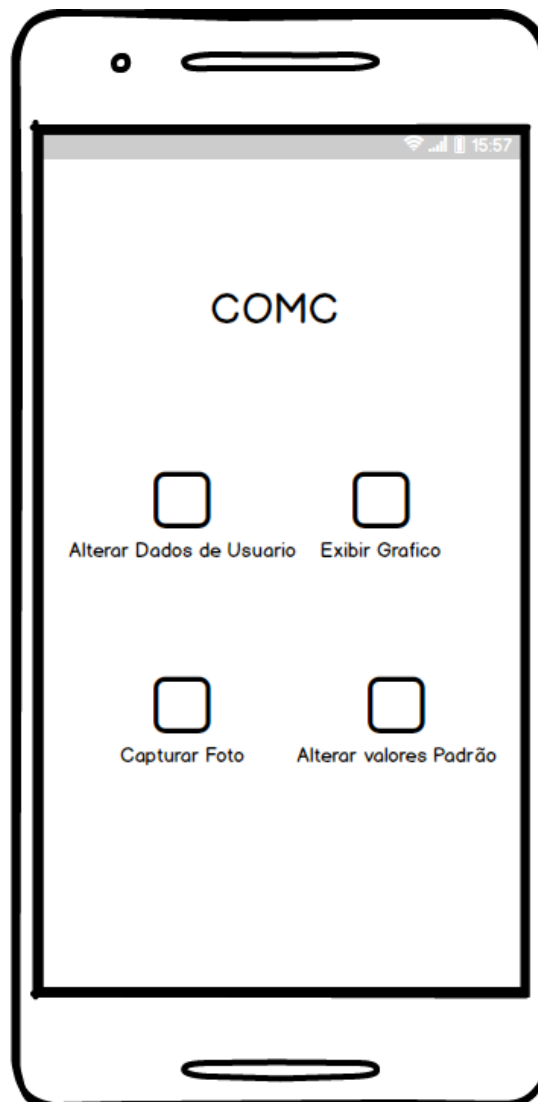 15:57
COMC
Alterar Dados de Usuario
Exibir Grafico
Capturar Foto
Alterar valores Padrão